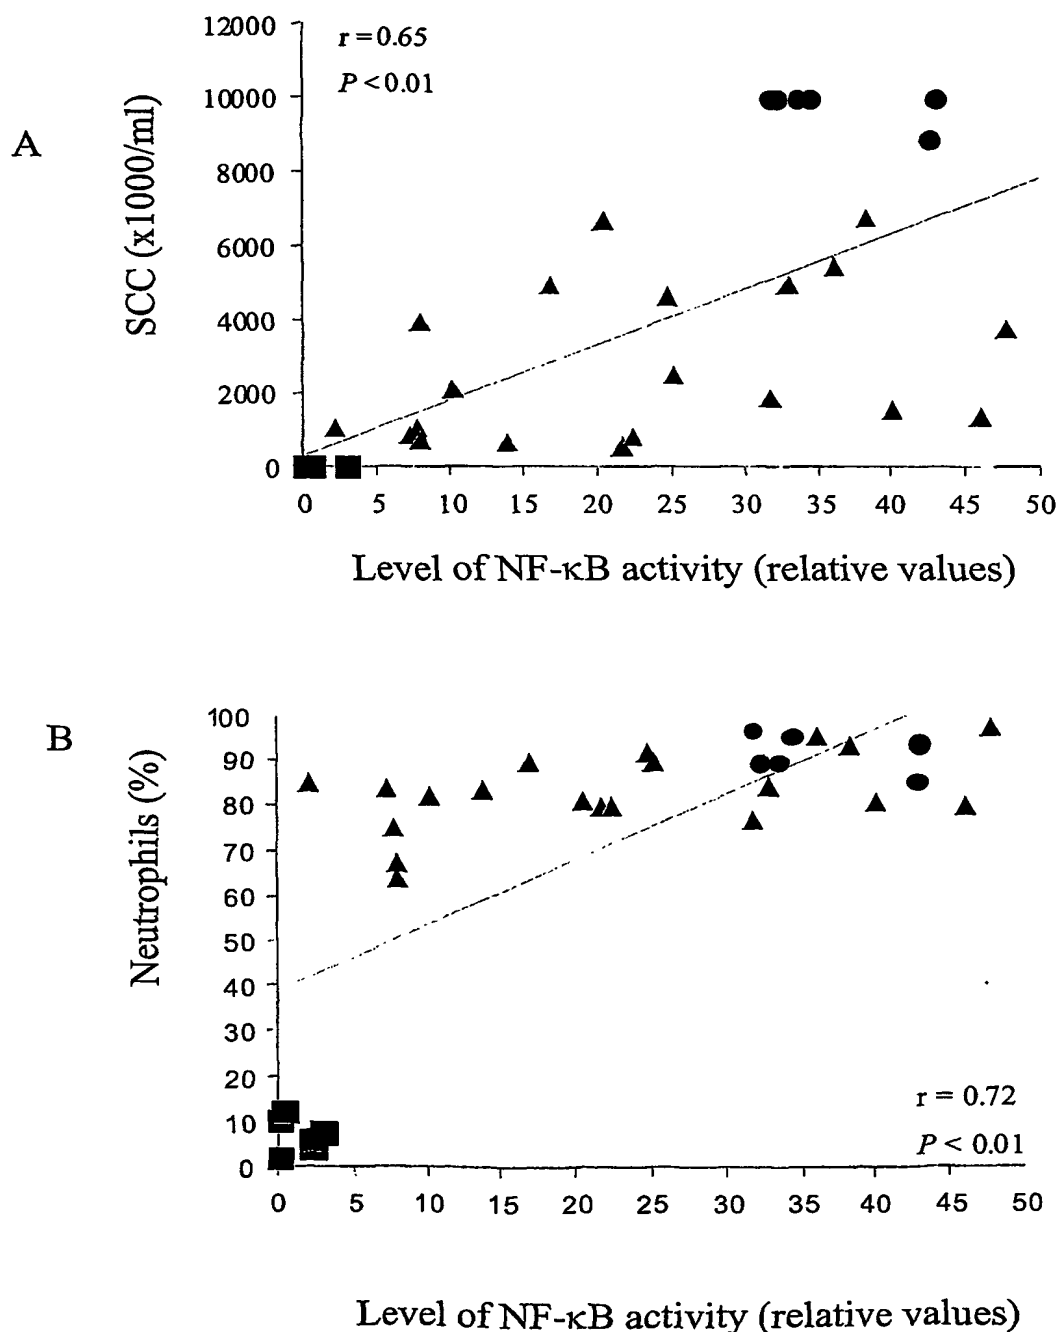 A
SCC (x1000/ml)
12000
10000
8000
6000
4000
2000
0
r = 0.65
P < 0.01
0 5 10 15 20 25 30 35 40 45 50
Level of NF-κB activity (relative values)
B
Neutrophils (%)
100
90
80
70
60
50
40
30
20
10
0
r = 0.72
P < 0.01
0 5 10 15 20 25 30 35 40 45 50
Level of NF-κB activity (relative values)